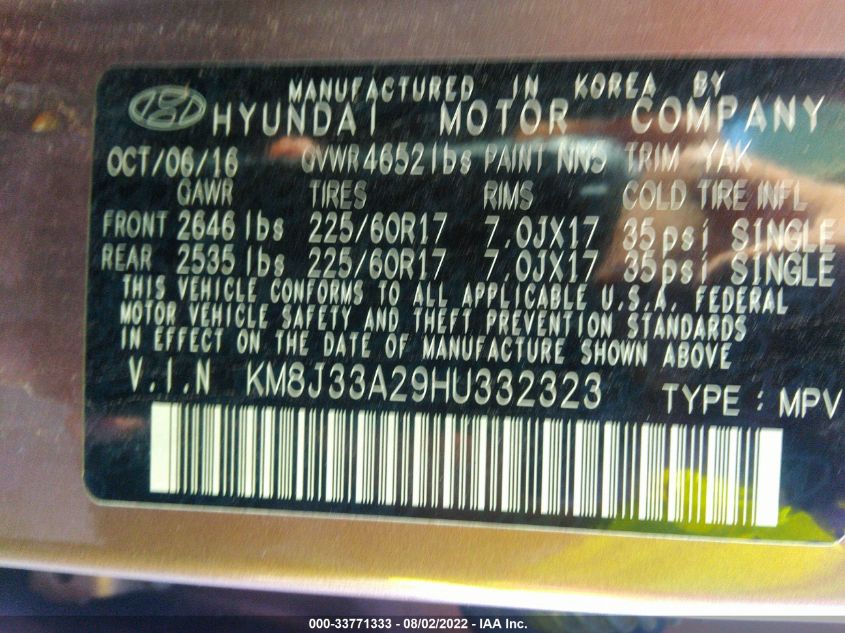 MANUFACTURED IN KOREA BY
HYUNDAI MOTOR COMPANY
OCT/06/16 GVWR 4652lbs PAINT NN5 TRIM YAK
GAWR TIRES RIMS COLD TIRE INFL
FRONT 2646 lbs 225/60R17 7.0JX17 35psi SINGLE
REAR 2535 lbs 225/60R17 7.0JX17 35psi SINGLE
THIS VEHICLE CONFORMS TO ALL APPLICABLE U.S.A. FEDERAL
MOTOR VEHICLE SAFETY AND THEFT PREVENTION STANDARDS
IN EFFECT ON THE DATE OF MANUFACTURE SHOWN ABOVE
V.I.N KM8J33A29HU332323 TYPE : MPV
000-33771333 - 08/02/2022 - IAA Inc.